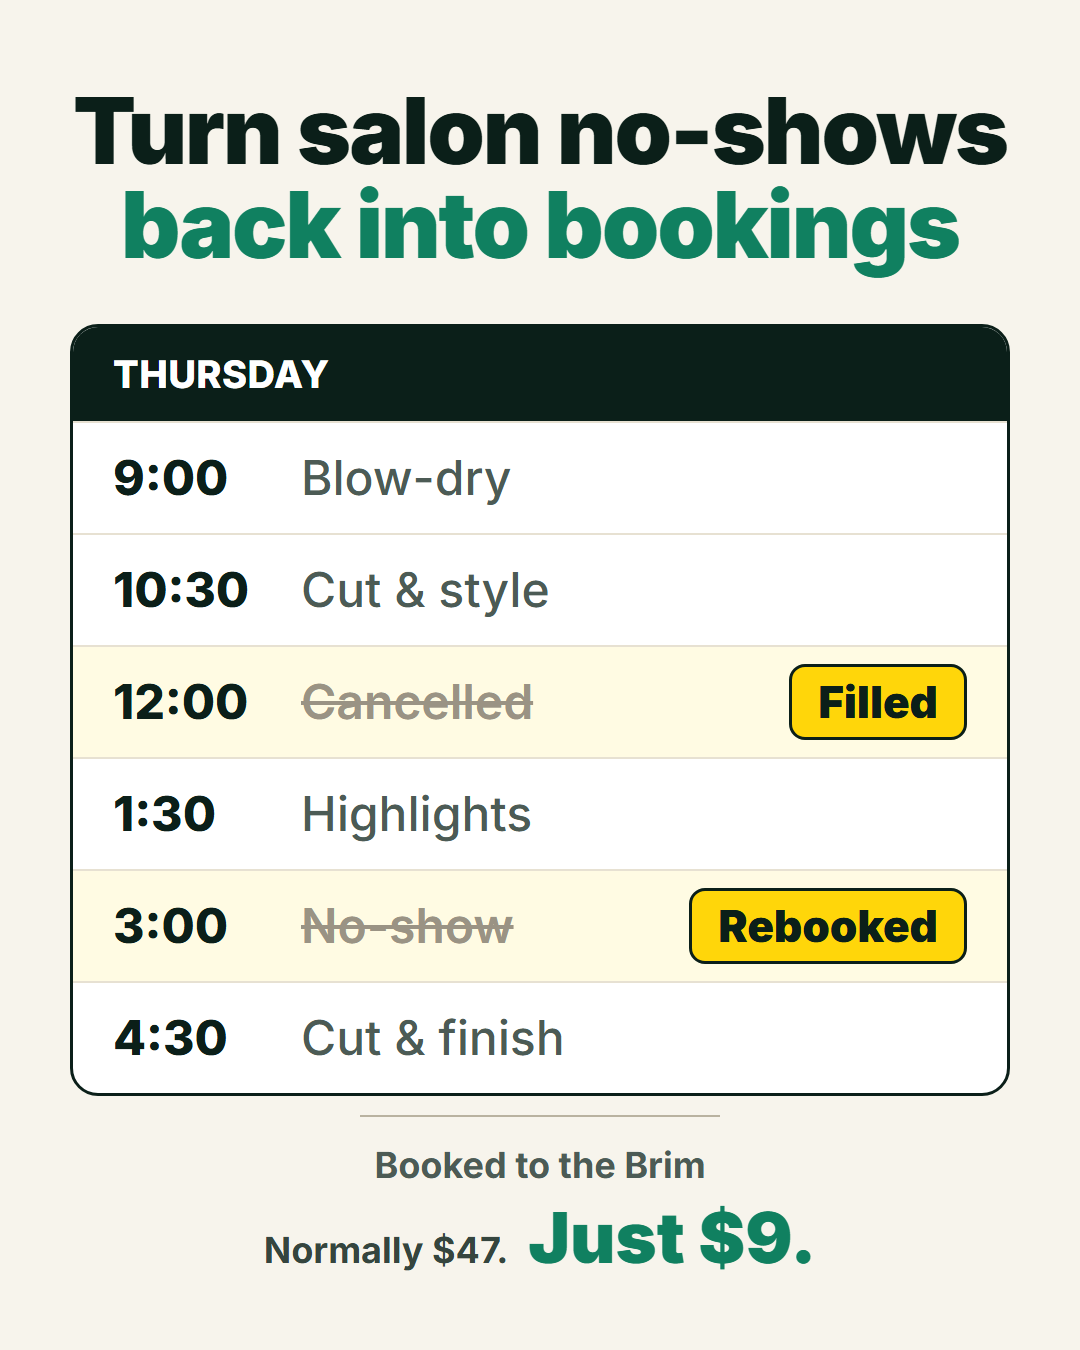 Turn salon no-shows
back into bookings
THURSDAY
9:00 Blow-dry
10:30 Cut & style
12:00 Cancelled Filled
1:30 Highlights
3:00 No-show Rebooked
4:30 Cut & finish
Booked to the Brim
Normally $47. Just $9.